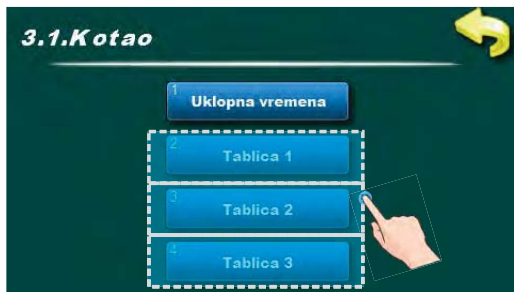 3.1.Kotao
1
Uklopna vremena
2
Tablica 1
3
Tablica 2
4
Tablica 3